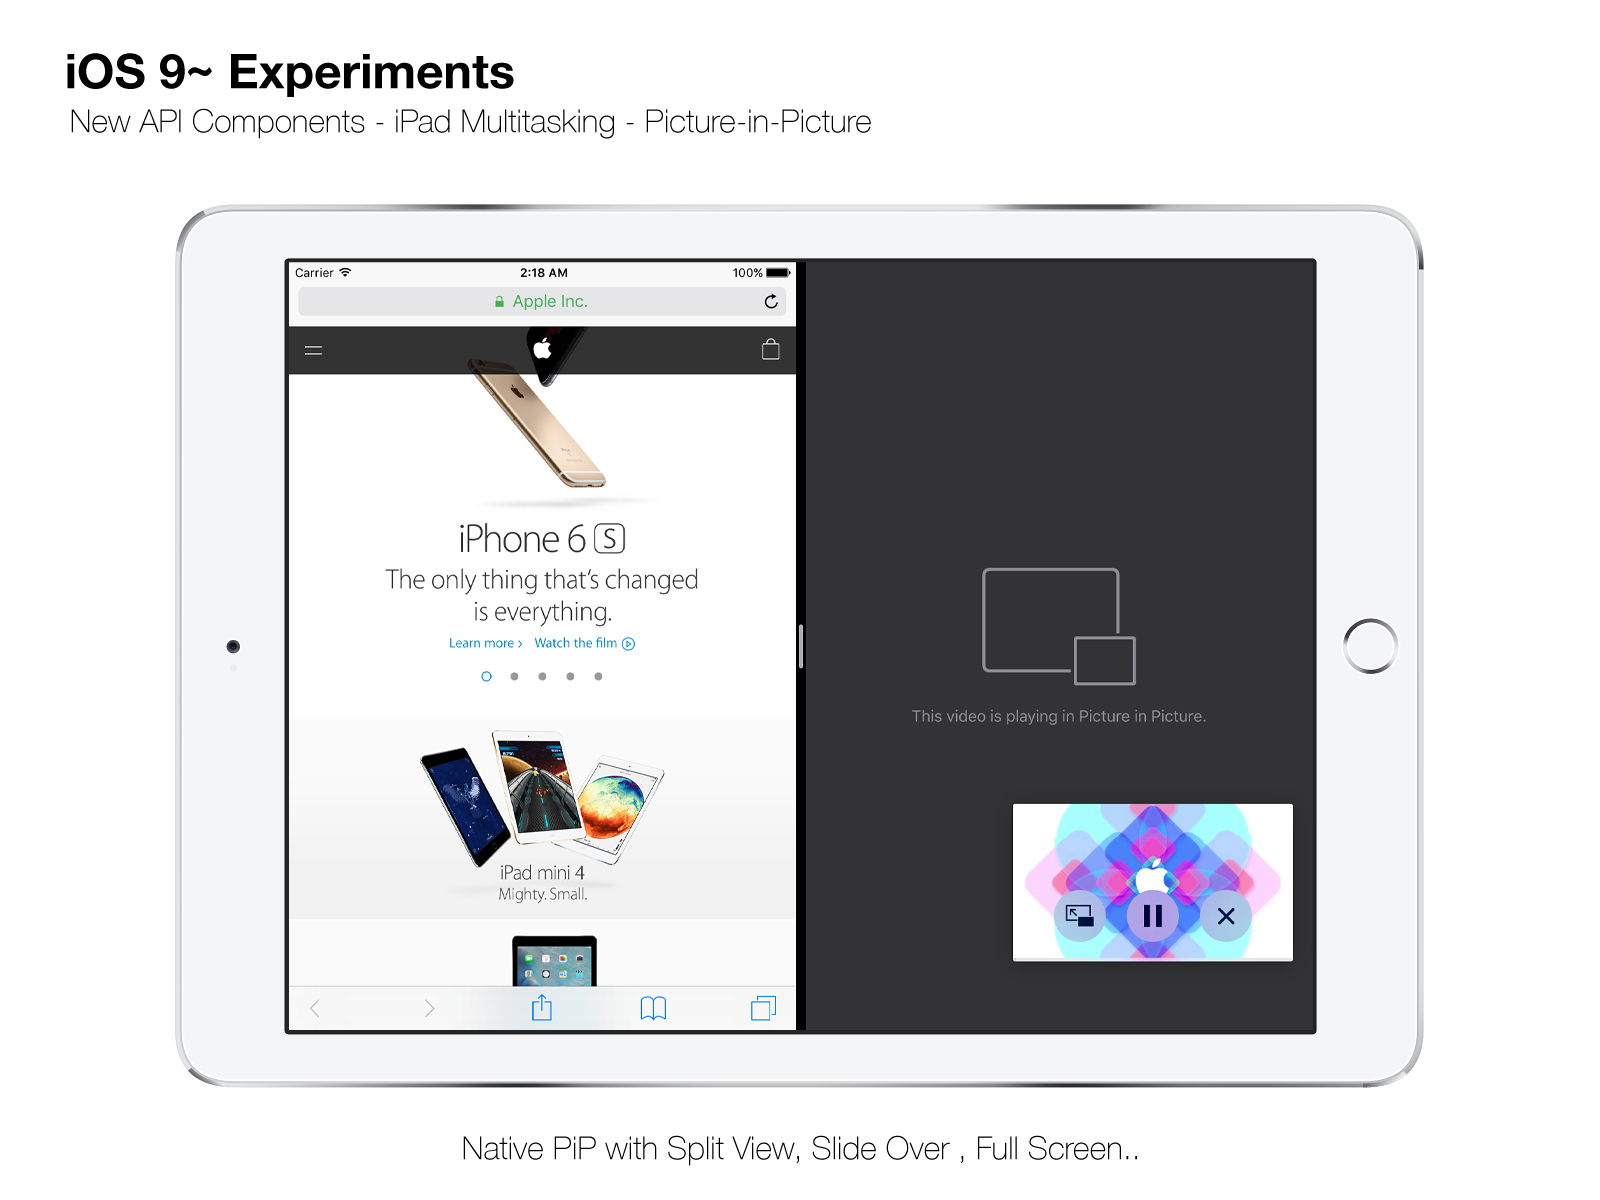 iOS 9~ Experiments
New API Components - iPad Multitasking - Picture-in-Picture
Carrier 2:18 AM 100%
Apple Inc.
iPhone 6 S
The only thing that's changed
is everything.
Learn more › Watch the film
iPad mini 4
Mighty. Small.
This video is playing in Picture in Picture.
Native PiP with Split View, Slide Over , Full Screen..